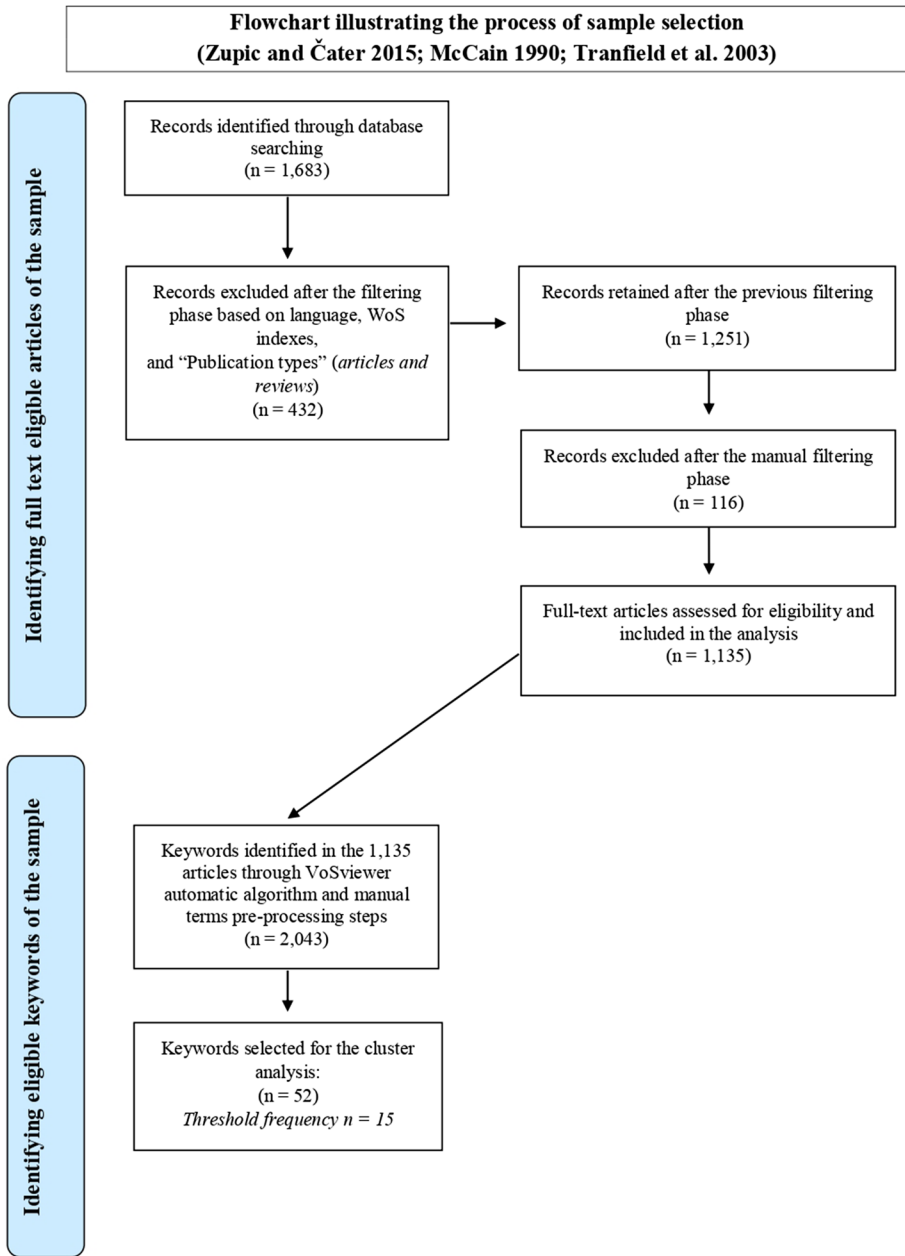 Flowchart illustrating the process of sample selection
(Zupic and Čater 2015; McCain 1990; Tranfield et al. 2003)
Identifying full text eligible articles of the sample
Records identified through database
searching
(n = 1,683)
Records excluded after the filtering
phase based on language, WoS
indexes,
and “Publication types” (articles and
reviews)
(n = 432)
Records retained after the previous filtering
phase
(n = 1,251)
Records excluded after the manual filtering
phase
(n = 116)
Full-text articles assessed for eligibility and
included in the analysis
(n = 1,135)
Identifying eligible keywords of the sample
Keywords identified in the 1,135
articles through VoSviewer
automatic algorithm and manual
terms pre-processing steps
(n = 2,043)
Keywords selected for the cluster
analysis:
(n = 52)
Threshold frequency n = 15